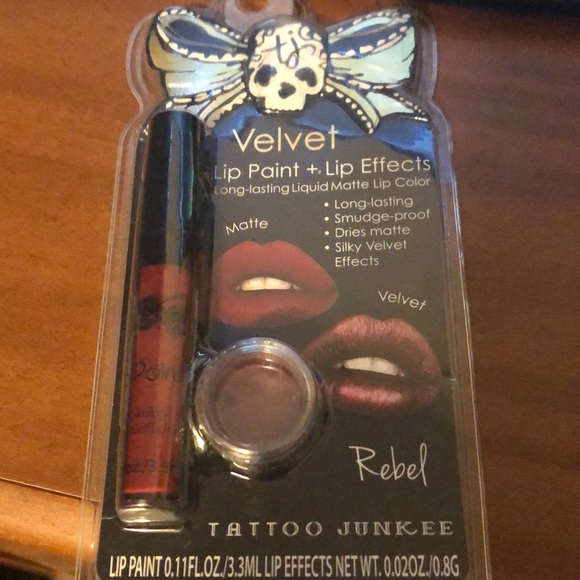 tj
Velvet
Lip Paint + Lip Effects
Long-lasting Liquid Matte Lip Color
• Long-lasting
• Smudge-proof
• Dries matte
• Silky Velvet
Effects
Matte
Velvet
Rebel
TATTOO JUNKEE
LIP PAINT 0.11FL.OZ./3.3ML LIP EFFECTS NET WT. 0.02OZ./0.8G